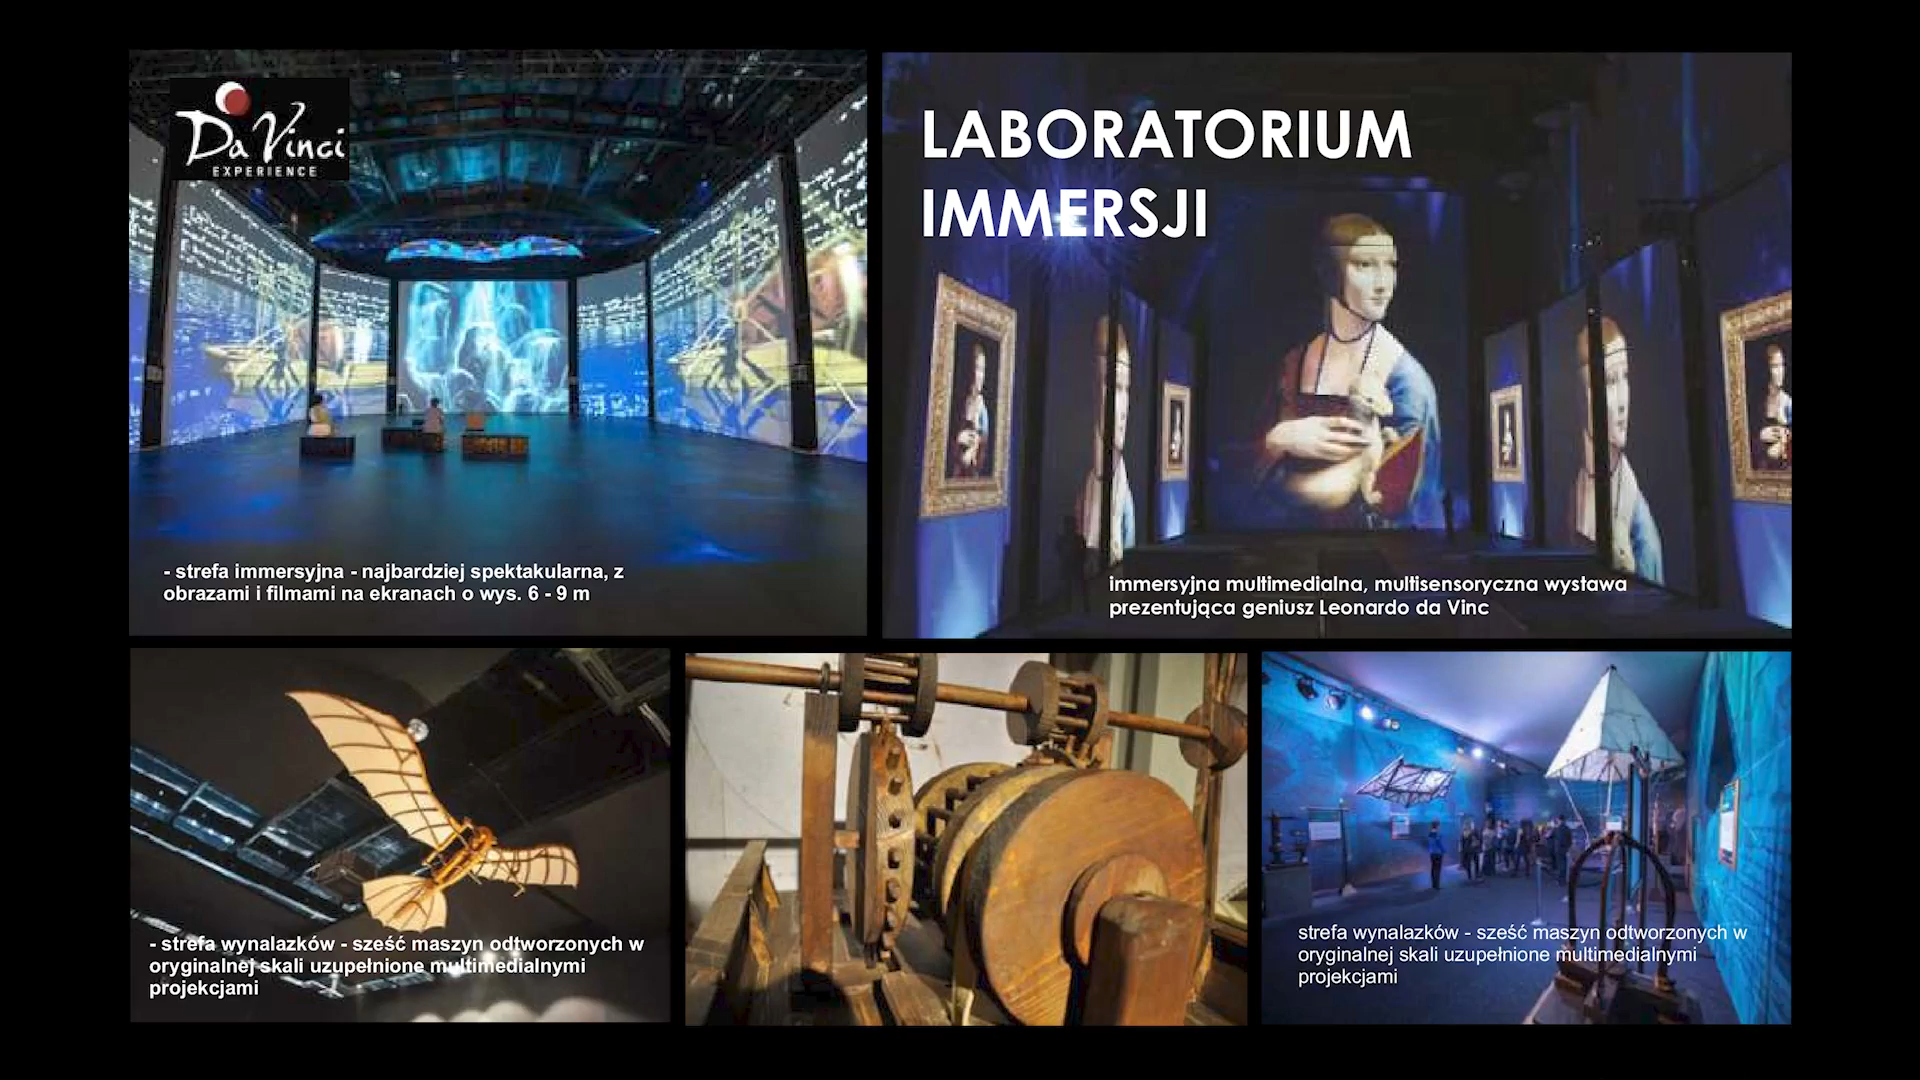 Da Vinci
EXPERIENCE
LABORATORIUM
IMMERSJI
- strefa immersyjna - najbardziej spektakularna, z
obrazami i filmami na ekranach o wys. 6 - 9 m
immersyjna multimedialna, multisensoryczna wystawa
prezentująca geniusz Leonardo da Vinc
- strefa wynalazków - sześć maszyn odtworzonych w
oryginalnej skali uzupełnione multimedialnymi
projekcjami
strefa wynalazków - sześć maszyn odtworzonych w
oryginalnej skali uzupełnione multimedialnymi
projekcjami